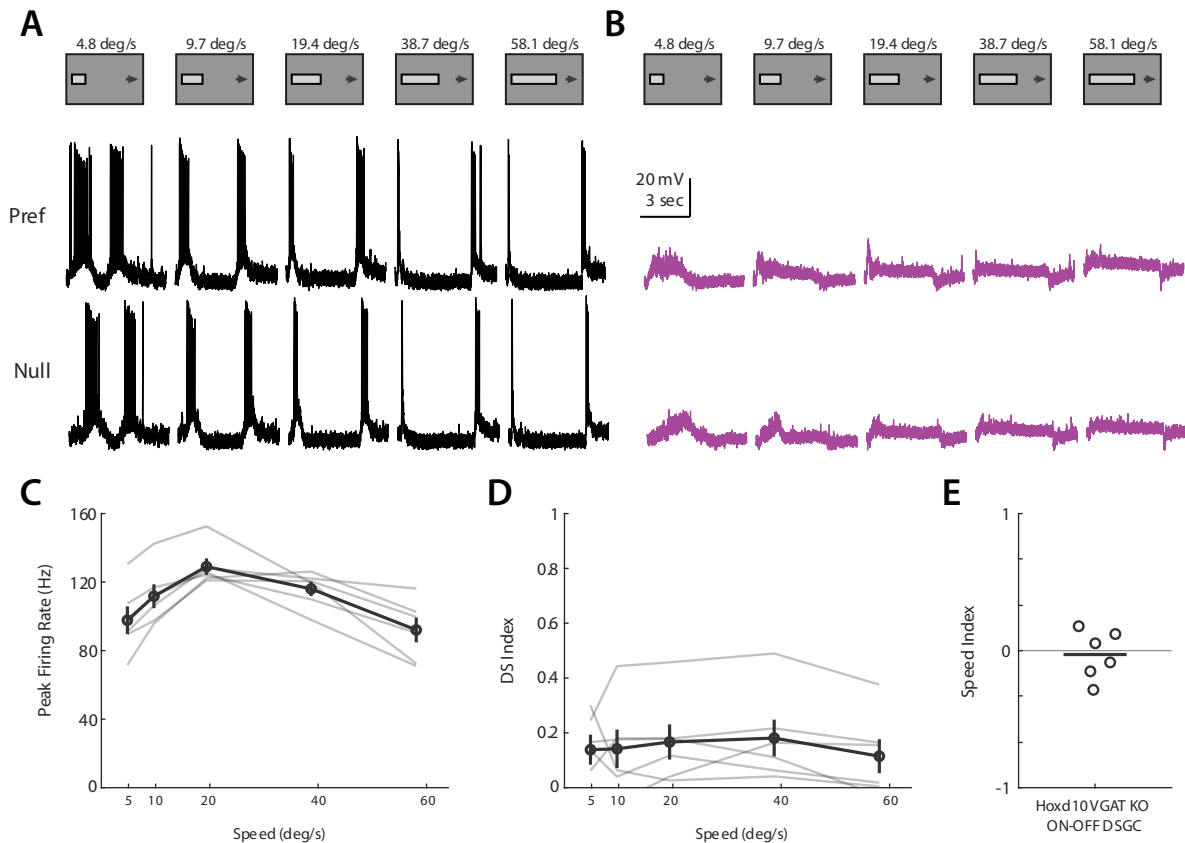 A
B
4.8 deg/s 9.7 deg/s 19.4 deg/s 38.7 deg/s 58.1 deg/s
4.8 deg/s 9.7 deg/s 19.4 deg/s 38.7 deg/s 58.1 deg/s
Pref
20 mV
3 sec
Null
C
160
120
80
40
0
Peak Firing Rate (Hz)
5 10 20 40 60
Speed (deg/s)
D
1
0.8
0.6
0.4
0.2
0
DS Index
5 10 20 40 60
Speed (deg/s)
E
1
0
-1
Speed Index
Hoxd10 VGAT KO
ON-OFF DSGC